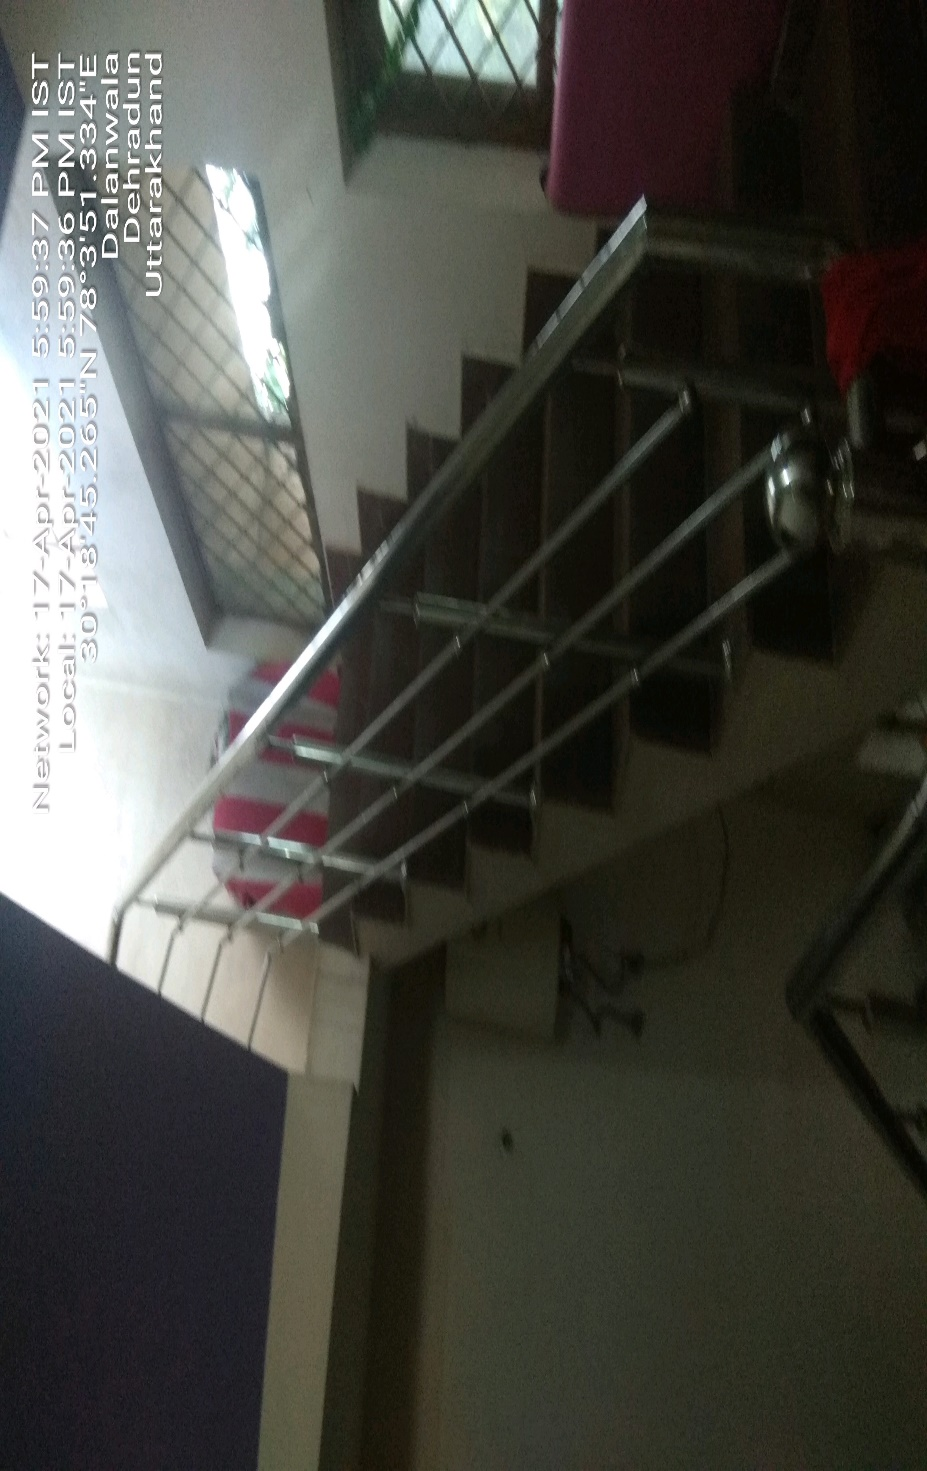 Network: 17-Apr-2021 5:59:37 PM IST
Local: 17-Apr-2021 5:59:36 PM IST
30°18'45.265"N 78°3'51.334"E
Dalanwala
Dehradun
Uttarakhand